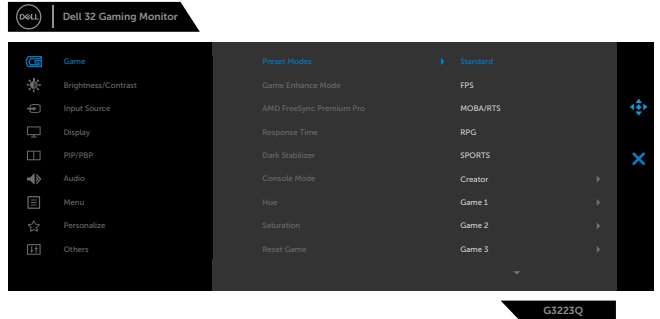 DELL
Dell 32 Gaming Monitor
Game
Preset Modes
Standard
Brightness/Contrast
Game Enhance Mode
FPS
Input Source
AMD FreeSync Premium Pro
MOBA/RTS
Display
Response Time
RPG
PIP/PBP
Dark Stabilizer
SPORTS
Audio
Console Mode
Creator
Menu
Hue
Game 1
Personalize
Saturation
Game 2
Others
Reset Game
Game 3
G3223Q